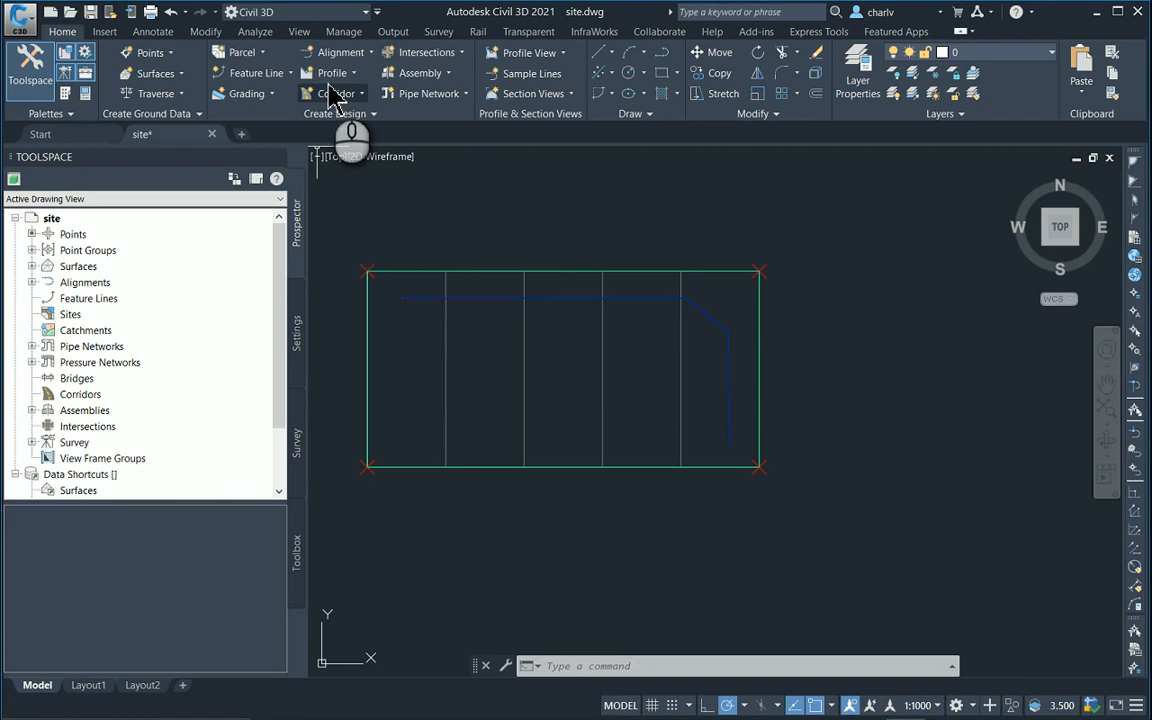 C3D
Civil 3D
Autodesk Civil 3D 2021 site.dwg
Type a keyword or phrase
charlv
Home Insert Annotate Modify Analyze View Manage Output Survey Rail Transparent InfraWorks Collaborate Help Add-ins Express Tools Featured Apps
Toolspace
Points
Surfaces
Traverse
Parcel
Feature Line
Grading
Alignment
Profile
Intersections
Assembly
Pipe Network
Profile View
Sample Lines
Section Views
Move
Copy
Stretch
Layer Properties
0
Paste
Palettes Create Ground Data Create Design Profile & Section Views Draw Modify Layers Clipboard
Start site*
TOOLSPACE
Active Drawing View
site
Points
Point Groups
Surfaces
Alignments
Feature Lines
Sites
Catchments
Pipe Networks
Pressure Networks
Bridges
Corridors
Assemblies
Intersections
Survey
View Frame Groups
Data Shortcuts []
Surfaces
Prospector
Settings
Survey
Toolbox
Wireframe]
N
W TOP E
S
WCS
Y
X
Type a command
Model Layout1 Layout2
MODEL 1:1000 3.500